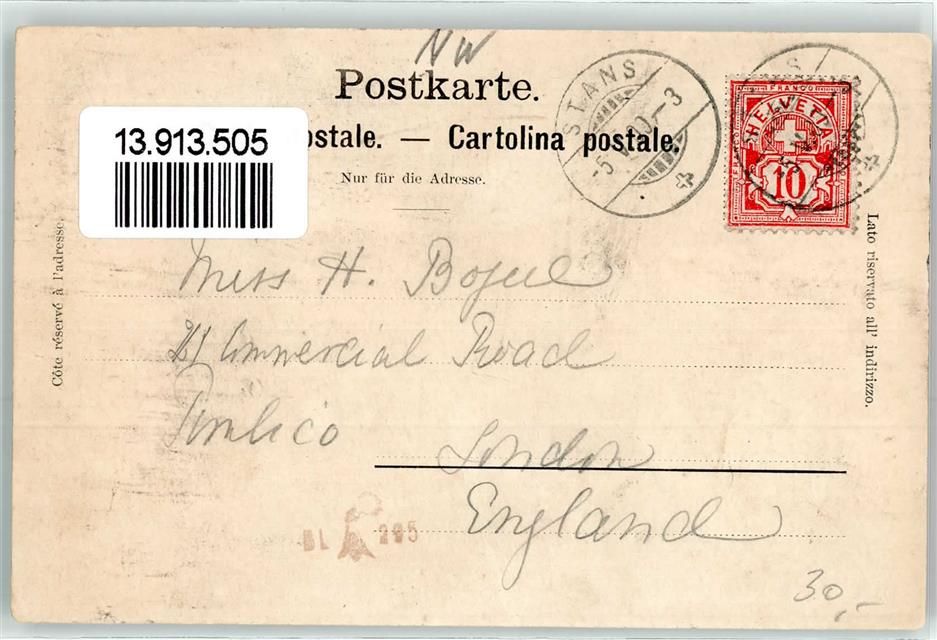 NW
Postkarte.
ostale. — Cartolina postale.
Nur für die Adresse.
13.913.505
STANS
-3
FRANCO
HELVETIA
10
Côte réservé à l'adresse.
Lato riservato all' indirizzo.
Miss H.
21 Commercial Road
Pimlico London
England
BL 295
30,-